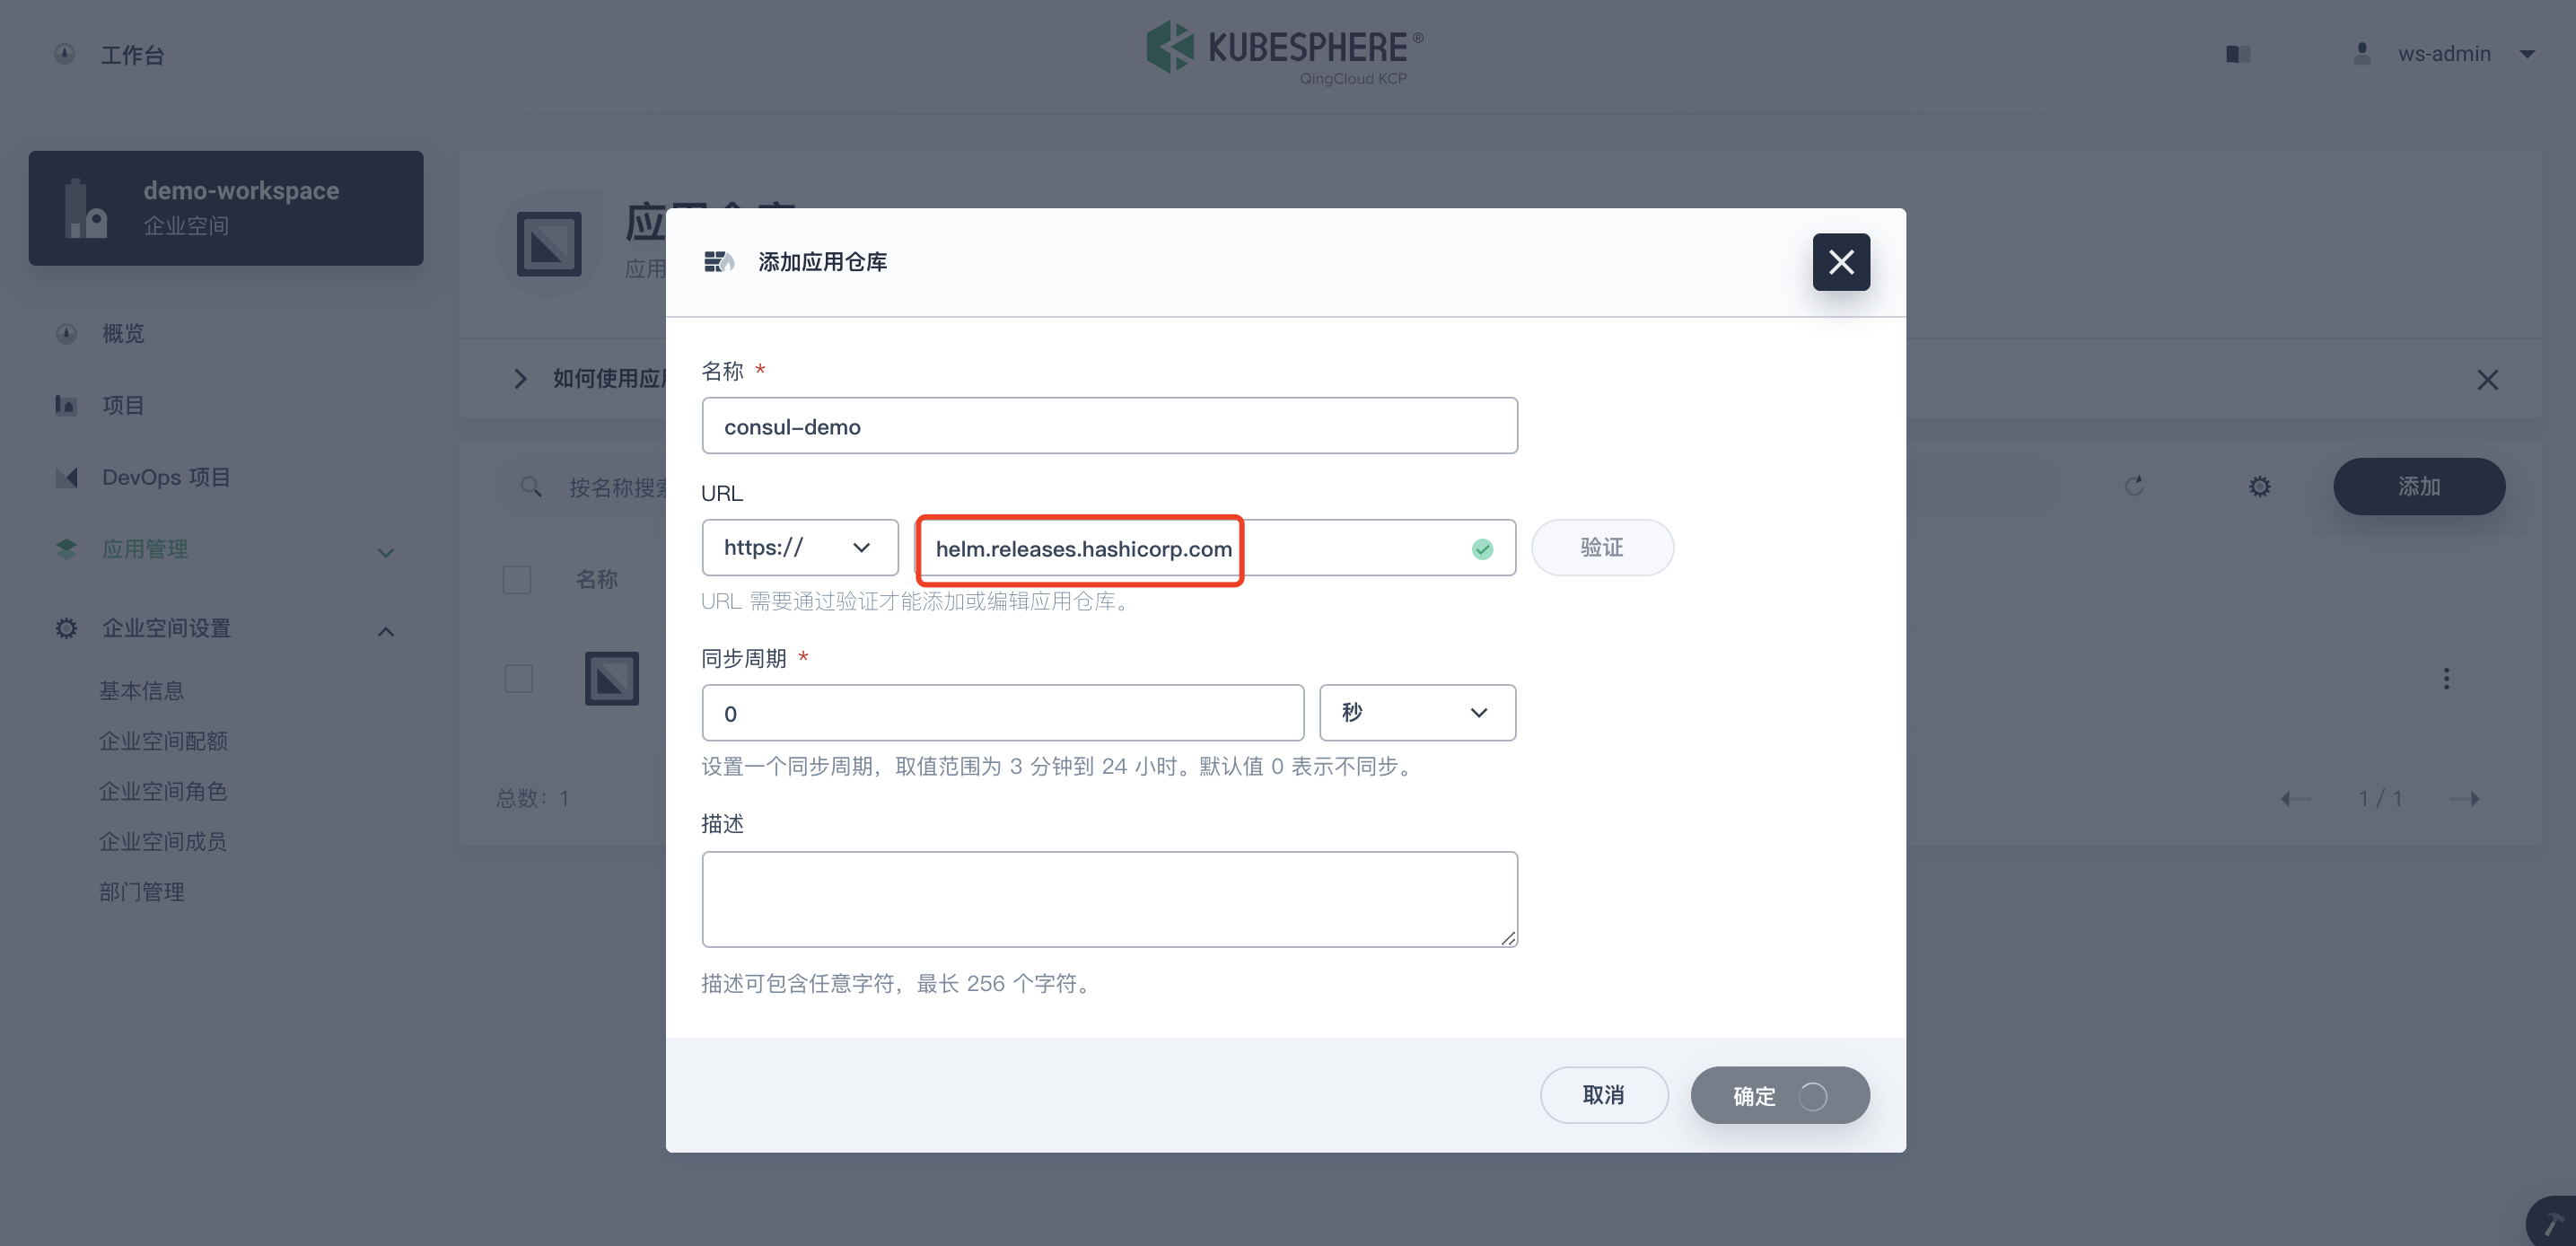 工作台
KUBESPHERE®
QingCloud KCP
ws-admin
demo-workspace
企业空间
概览
项目
DevOps 项目
应用管理
企业空间设置
基本信息
企业空间配额
企业空间角色
企业空间成员
部门管理
应用仓库
应用
如何使用应用
按名称搜索
添加
名称
总数：1
1 / 1
添加应用仓库
名称 *
consul-demo
URL
https://
helm.releases.hashicorp.com
验证
URL 需要通过验证才能添加或编辑应用仓库。
同步周期 *
0
秒
设置一个同步周期，取值范围为 3 分钟到 24 小时。默认值 0 表示不同步。
描述
描述可包含任意字符，最长 256 个字符。
取消
确定